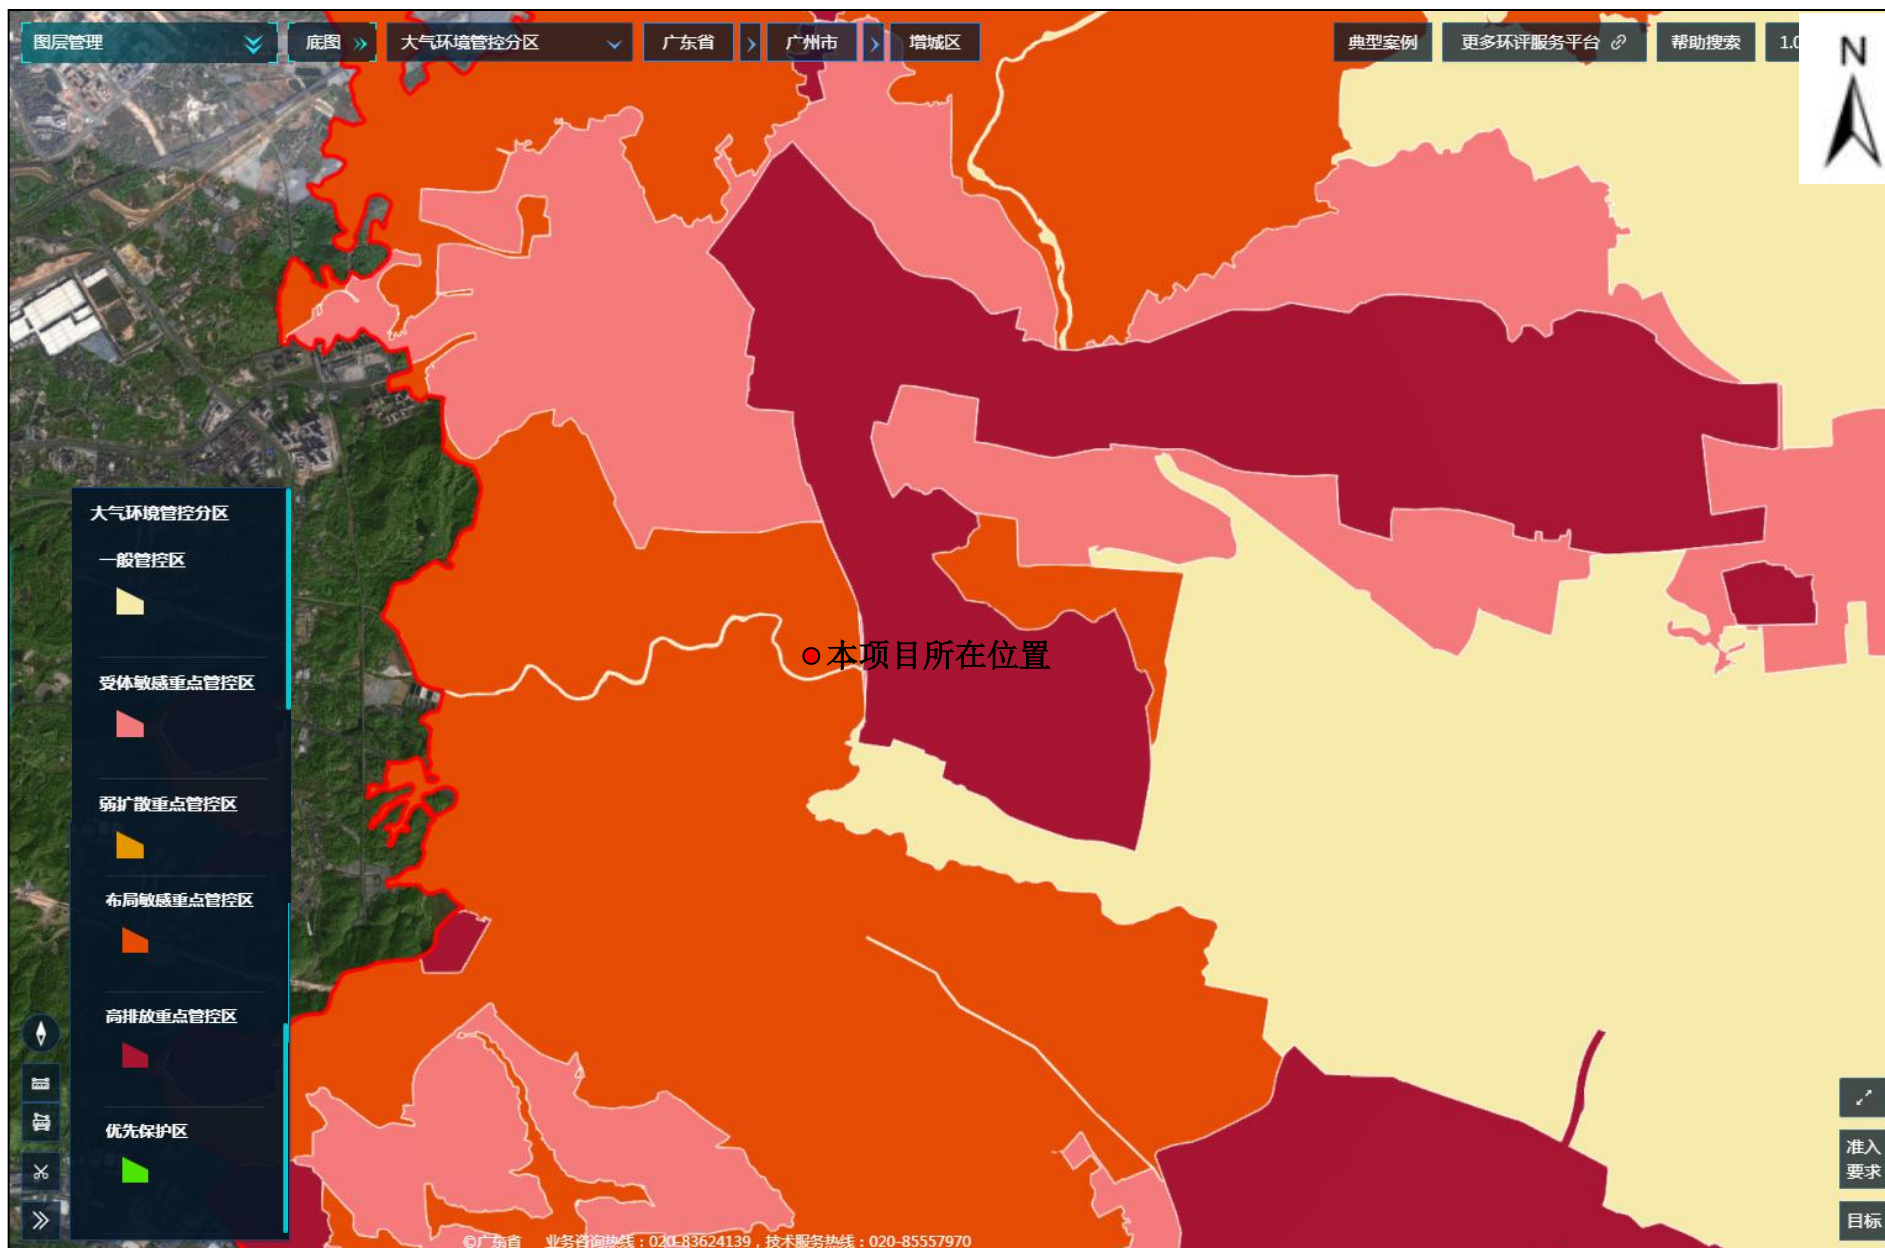 图层管理
底图
大气环境管控分区
广东省
广州市
增城区
典型案例
更多环评服务平台
帮助搜索
1.0
N
大气环境管控分区
一般管控区
受体敏感重点管控区
弱扩散重点管控区
布局敏感重点管控区
高排放重点管控区
优先保护区
本项目所在位置
准入
要求
目标
©广东省 业务咨询热线：020-83624139，技术服务热线：020-85557970